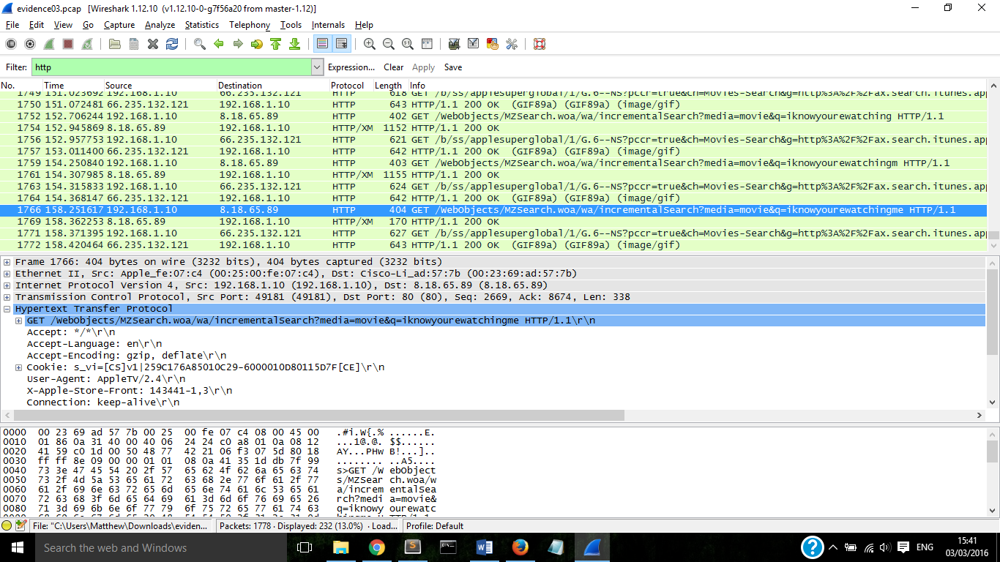 evidence03.pcap [Wireshark 1.12.10 (v1.12.10-0-g7f56a20 from master-1.12)]
File Edit View Go Capture Analyze Statistics Telephony Tools Internals Help
Filter: http Expression... Clear Apply Save
No. Time Source Destination Protocol Length Info
1749 151.023692 192.168.1.10 66.235.132.121 HTTP 618 GET /b/ss/applesuperglobal/1/G.6--NS?pccr=true&ch=Movies-Search&g=http%3A%2F%2Fax.search.itunes.ap
1750 151.072481 66.235.132.121 192.168.1.10 HTTP 643 HTTP/1.1 200 OK (GIF89a) (GIF89a) (image/gif)
1752 152.706244 192.168.1.10 8.18.65.89 HTTP 402 GET /WebObjects/MZSearch.woa/wa/incrementalSearch?media=movie&q=iknowyourewatching HTTP/1.1
1754 152.945869 8.18.65.89 192.168.1.10 HTTP/XM 1152 HTTP/1.1 200 OK
1756 152.957753 192.168.1.10 66.235.132.121 HTTP 621 GET /b/ss/applesuperglobal/1/G.6--NS?pccr=true&ch=Movies-Search&g=http%3A%2F%2Fax.search.itunes.ap
1757 153.011400 66.235.132.121 192.168.1.10 HTTP 642 HTTP/1.1 200 OK (GIF89a) (GIF89a) (image/gif)
1759 154.250840 192.168.1.10 8.18.65.89 HTTP 403 GET /WebObjects/MZSearch.woa/wa/incrementalSearch?media=movie&q=iknowyourewatchingm HTTP/1.1
1761 154.307985 8.18.65.89 192.168.1.10 HTTP/XM 1155 HTTP/1.1 200 OK
1763 154.315833 192.168.1.10 66.235.132.121 HTTP 624 GET /b/ss/applesuperglobal/1/G.6--NS?pccr=true&ch=Movies-Search&g=http%3A%2F%2Fax.search.itunes.ap
1764 154.368147 66.235.132.121 192.168.1.10 HTTP 642 HTTP/1.1 200 OK (GIF89a) (GIF89a) (image/gif)
1766 158.251617 192.168.1.10 8.18.65.89 HTTP 404 GET /WebObjects/MZSearch.woa/wa/incrementalSearch?media=movie&q=iknowyourewatchingme HTTP/1.1
1769 158.362253 8.18.65.89 192.168.1.10 HTTP/XM 170 HTTP/1.1 200 OK
1771 158.371395 192.168.1.10 66.235.132.121 HTTP 627 GET /b/ss/applesuperglobal/1/G.6--NS?pccr=true&ch=Movies-Search&g=http%3A%2F%2Fax.search.itunes.ap
1772 158.420464 66.235.132.121 192.168.1.10 HTTP 643 HTTP/1.1 200 OK (GIF89a) (GIF89a) (image/gif)
Frame 1766: 404 bytes on wire (3232 bits), 404 bytes captured (3232 bits)
Ethernet II, Src: Apple_fe:07:c4 (00:25:00:fe:07:c4), Dst: Cisco-Li_ad:57:7b (00:23:69:ad:57:7b)
Internet Protocol Version 4, Src: 192.168.1.10 (192.168.1.10), Dst: 8.18.65.89 (8.18.65.89)
Transmission Control Protocol, Src Port: 49181 (49181), Dst Port: 80 (80), Seq: 2669, Ack: 8674, Len: 338
Hypertext Transfer Protocol
GET /WebObjects/MZSearch.woa/wa/incrementalSearch?media=movie&q=iknowyourewatchingme HTTP/1.1\r\n
Accept: */*\r\n
Accept-Language: en\r\n
Accept-Encoding: gzip, deflate\r\n
Cookie: s_vi=[CS]v1|259C176A85010C29-6000010D80115D7F[CE]\r\n
User-Agent: AppleTV/2.4\r\n
X-Apple-Store-Front: 143441-1,3\r\n
Connection: keep-alive\r\n
0000 00 23 69 ad 57 7b 00 25 00 fe 07 c4 08 00 45 00 .#i.W{.% ......E.
0010 01 86 0a 31 40 00 40 06 24 24 c0 a8 01 0a 08 12 ...1@.@. $$......
0020 41 59 c0 1d 00 50 48 77 42 21 06 f3 07 5d 80 18 AY...PHw B!...]..
0030 ff ff 8e 09 00 00 01 01 08 0a 41 35 1d db 7f 99 ........ ..A5....
0040 73 3e 47 45 54 20 2f 57 65 62 4f 62 6a 65 63 74 s>GET /W ebObject
0050 73 2f 4d 5a 53 65 61 72 63 68 2e 77 6f 61 2f 77 s/MZSear ch.woa/w
0060 61 2f 69 6e 63 72 65 6d 65 6e 74 61 6c 53 65 61 a/increm entalSea
0070 72 63 68 3f 6d 65 64 69 61 3d 6d 6f 76 69 65 26 rch?medi a=movie&
0080 71 3d 69 6b 6e 6f 77 79 6f 75 72 65 77 61 74 63 q=iknowy ourewatc
File: "C:\Users\Matthew\Downloads\eviden... Packets: 1778 · Displayed: 232 (13.0%) · Load... Profile: Default
Search the web and Windows
ENG
15:41
03/03/2016